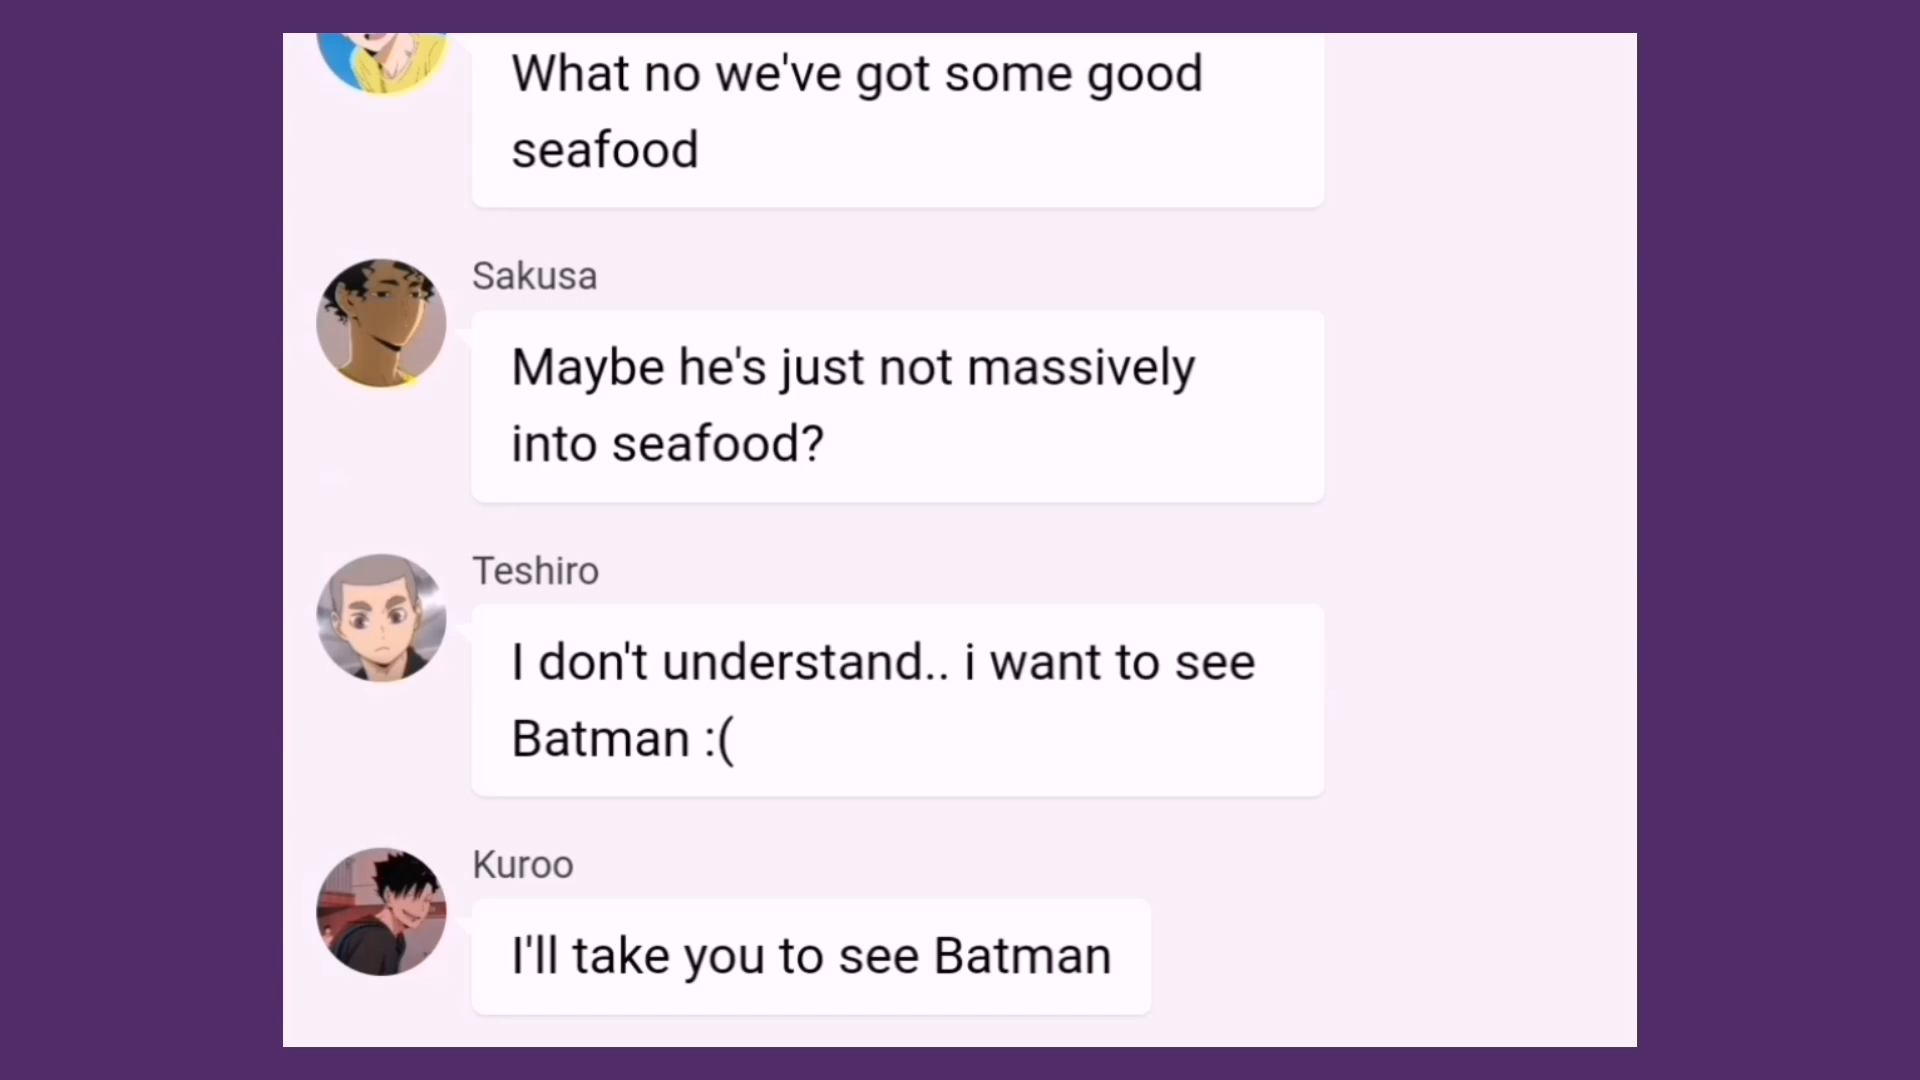 What no we've got some good
seafood
Sakusa
Maybe he's just not massively
into seafood?
Teshiro
I don't understand.. i want to see
Batman :(
Kuroo
I'll take you to see Batman